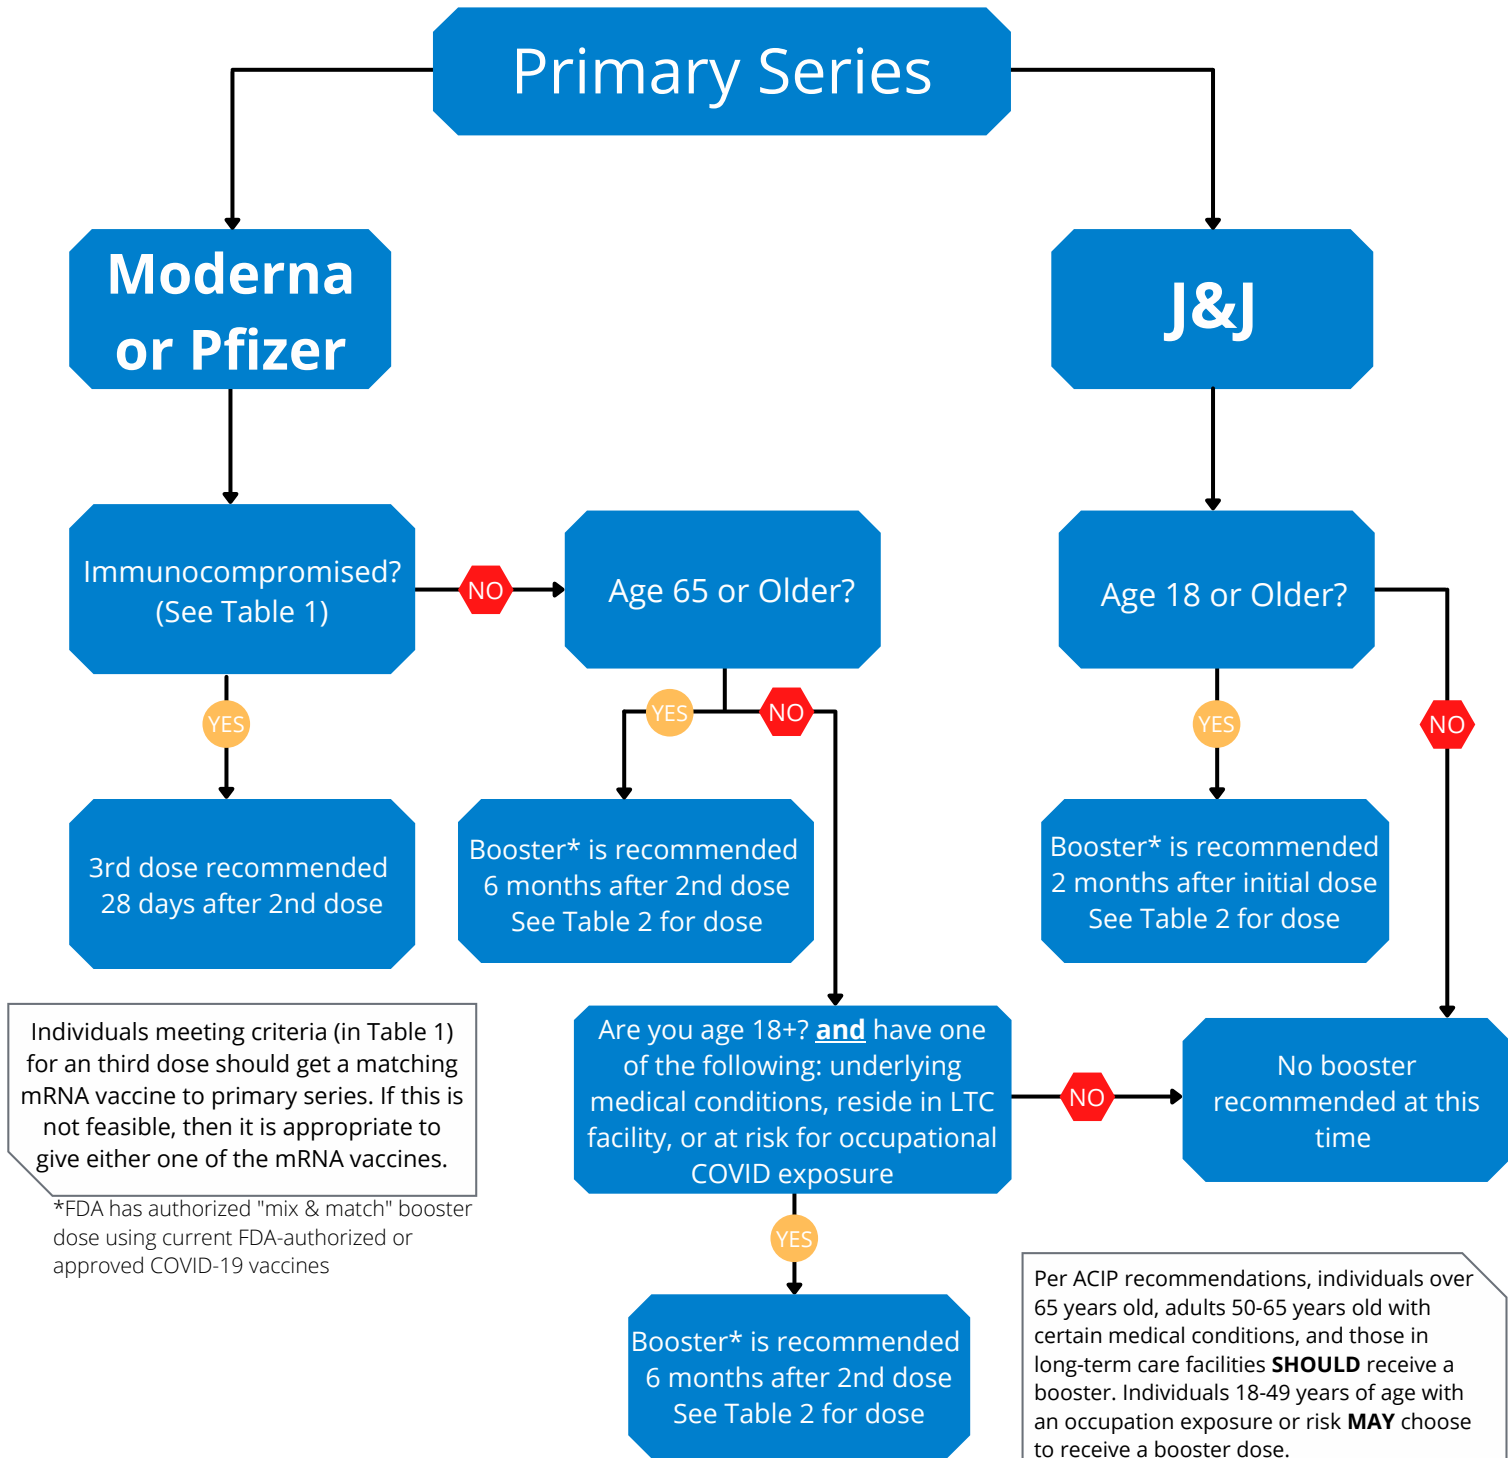 Primary Series
Moderna
or Pfizer
J&J
Immunocompromised?
(See Table 1)
NO
Age 65 or Older?
Age 18 or Older?
YES
YES
NO
YES
NO
3rd dose recommended
28 days after 2nd dose
Booster* is recommended
6 months after 2nd dose
See Table 2 for dose
Booster* is recommended
2 months after initial dose
See Table 2 for dose
Individuals meeting criteria (in Table 1)
for an third dose should get a matching
mRNA vaccine to primary series. If this is
not feasible, then it is appropriate to
give either one of the mRNA vaccines.
*FDA has authorized "mix & match" booster
dose using current FDA-authorized or
approved COVID-19 vaccines
Are you age 18+? and have one
of the following: underlying
medical conditions, reside in LTC
facility, or at risk for occupational
COVID exposure
NO
No booster
recommended at this
time
YES
Booster* is recommended
6 months after 2nd dose
See Table 2 for dose
Per ACIP recommendations, individuals over
65 years old, adults 50-65 years old with
certain medical conditions, and those in
long-term care facilities SHOULD receive a
booster. Individuals 18-49 years of age with
an occupation exposure or risk MAY choose
to receive a booster dose.